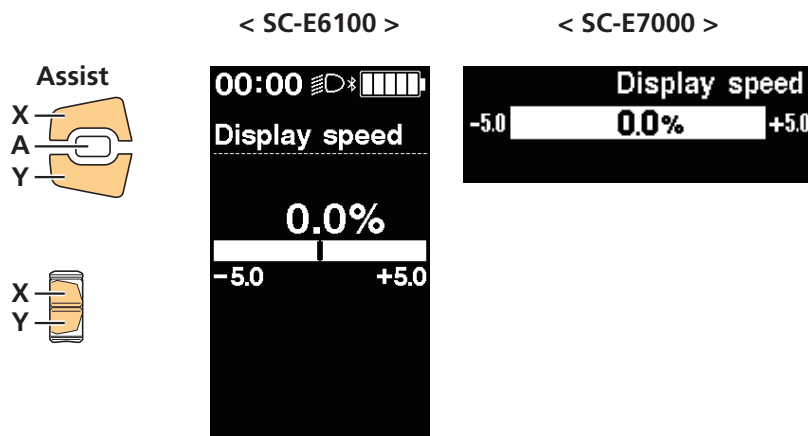 < SC-E6100 >
< SC-E7000 >
Assist
X
A
Y
X
Y
00:00
Display speed
0.0%
-5.0 +5.0
Display speed
-5.0 0.0% +5.0